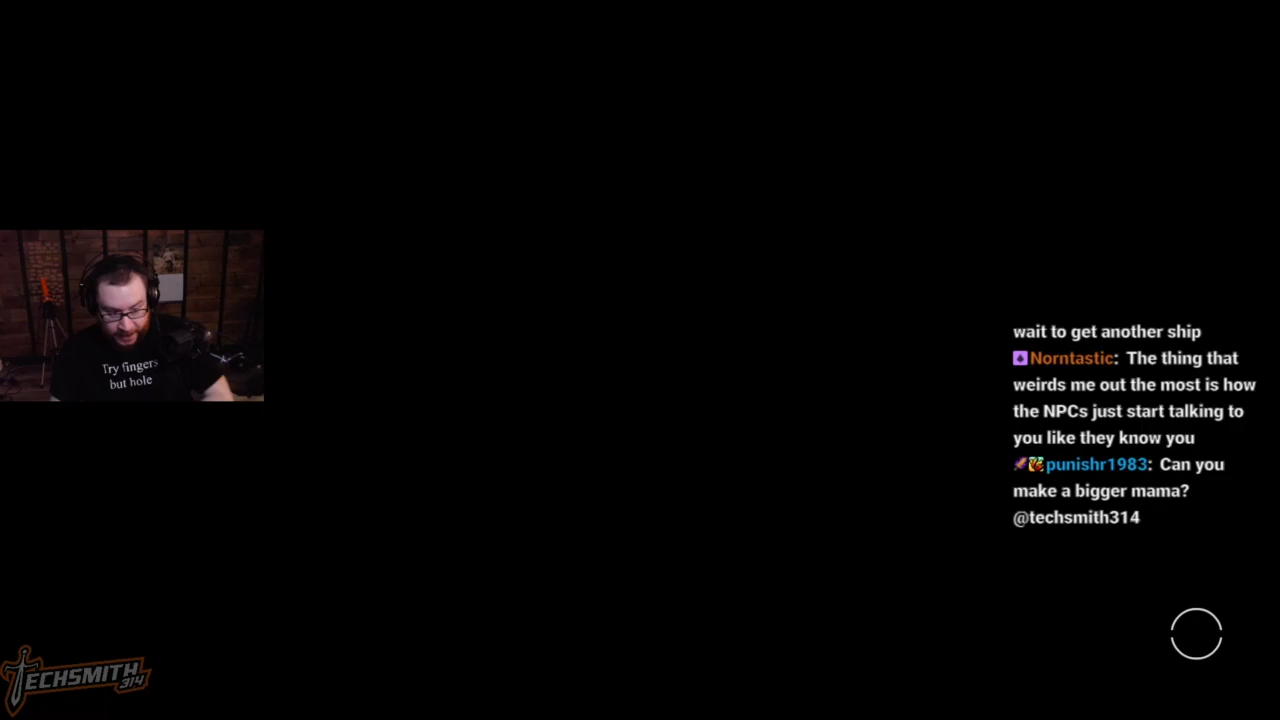 Try fingers
but hole
wait to get another ship
Norntastic: The thing that
weirds me out the most is how
the NPCs just start talking to
you like they know you
punishr1983: Can you
make a bigger mama?
@techsmith314
TECHSMITH
314